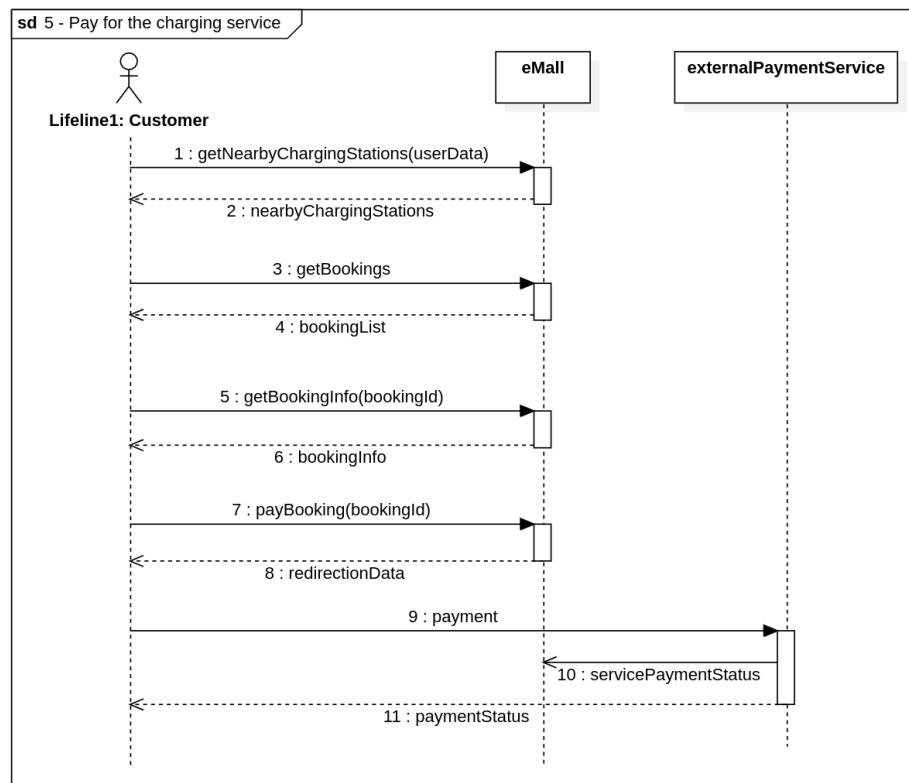 sd 5 - Pay for the charging service
eMall
externalPaymentService
Lifeline1: Customer
1 : getNearbyChargingStations(userData)
2 : nearbyChargingStations
3 : getBookings
4 : bookingList
5 : getBookingInfo(bookingId)
6 : bookingInfo
7 : payBooking(bookingId)
8 : redirectionData
9 : payment
10 : servicePaymentStatus
11 : paymentStatus